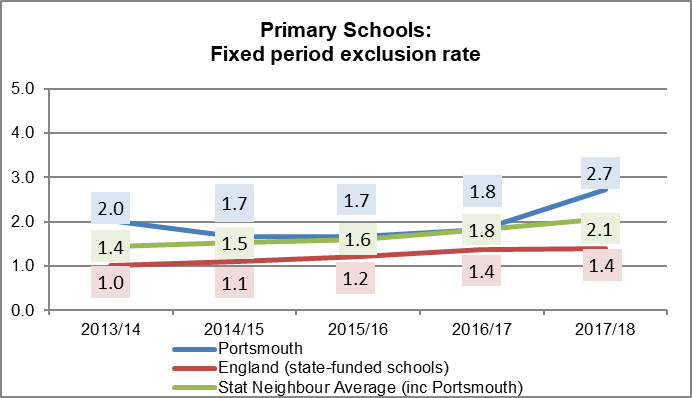 Primary Schools:
Fixed period exclusion rate
5.0
4.0
3.0
2.0
1.0
0.0
2.0 1.7 1.7 1.8 2.7
1.4 1.5 1.6 1.8 2.1
1.0 1.1 1.2 1.4 1.4
2013/14 2014/15 2015/16 2016/17 2017/18
Portsmouth
England (state-funded schools)
Stat Neighbour Average (inc Portsmouth)